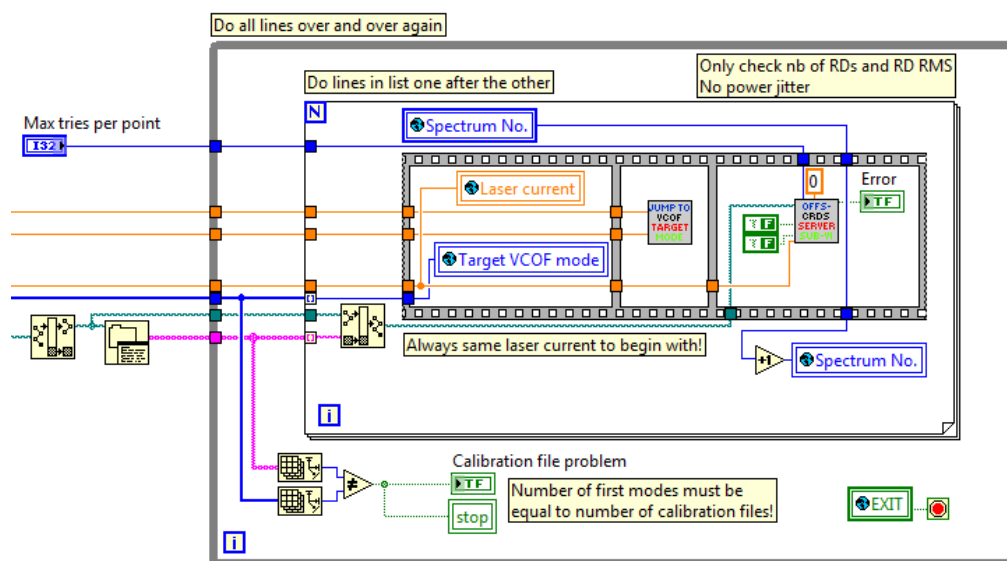 Do all lines over and over again
Only check nb of RDs and RD RMS
No power jitter
Do lines in list one after the other
N
Max tries per point
I32
Spectrum No.
Laser current
0
Error
TF
JUMP TO
VCOF
TARGET
MODE
OFFS-
CRDS
SERVER
SUB-VI
? F
? F
Target VCOF mode
Always same laser current to begin with!
+1
Spectrum No.
i
Calibration file problem
TF
Number of first modes must be
equal to number of calibration files!
stop
EXIT
i